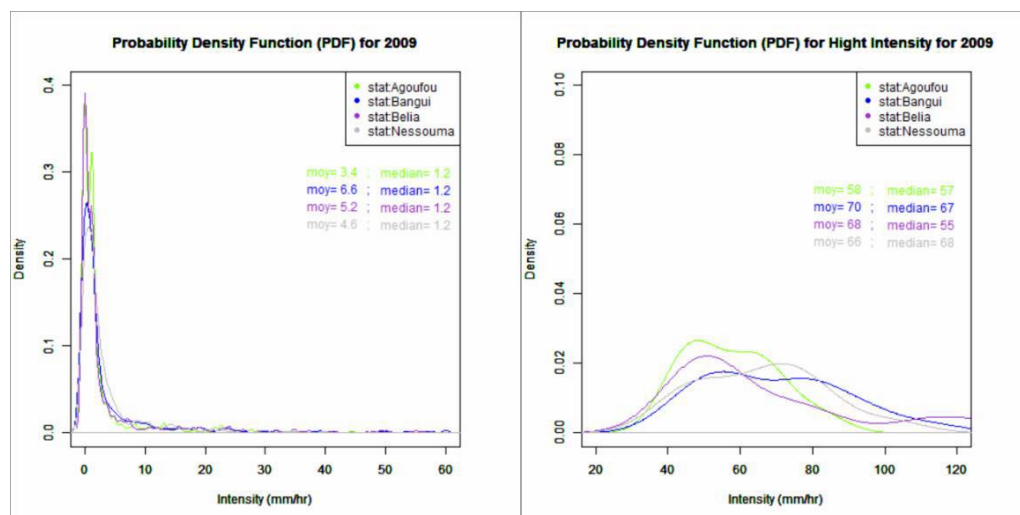 Probability Density Function (PDF) for 2009
stat:Agoufou
stat:Bangui
stat:Belia
stat:Nessouma
moy= 3.4 ; median= 1.2
moy= 6.6 ; median= 1.2
moy= 5.2 ; median= 1.2
moy= 4.6 ; median= 1.2
Density
0.4
0.3
0.2
0.1
0.0
0 10 20 30 40 50 60
Intensity (mm/hr)
Probability Density Function (PDF) for Hight Intensity for 2009
stat:Agoufou
stat:Bangui
stat:Belia
stat:Nessouma
moy= 58 ; median= 57
moy= 70 ; median= 67
moy= 68 ; median= 55
moy= 66 ; median= 68
Density
0.10
0.08
0.06
0.04
0.02
0.00
20 40 60 80 100 120
Intensity (mm/hr)